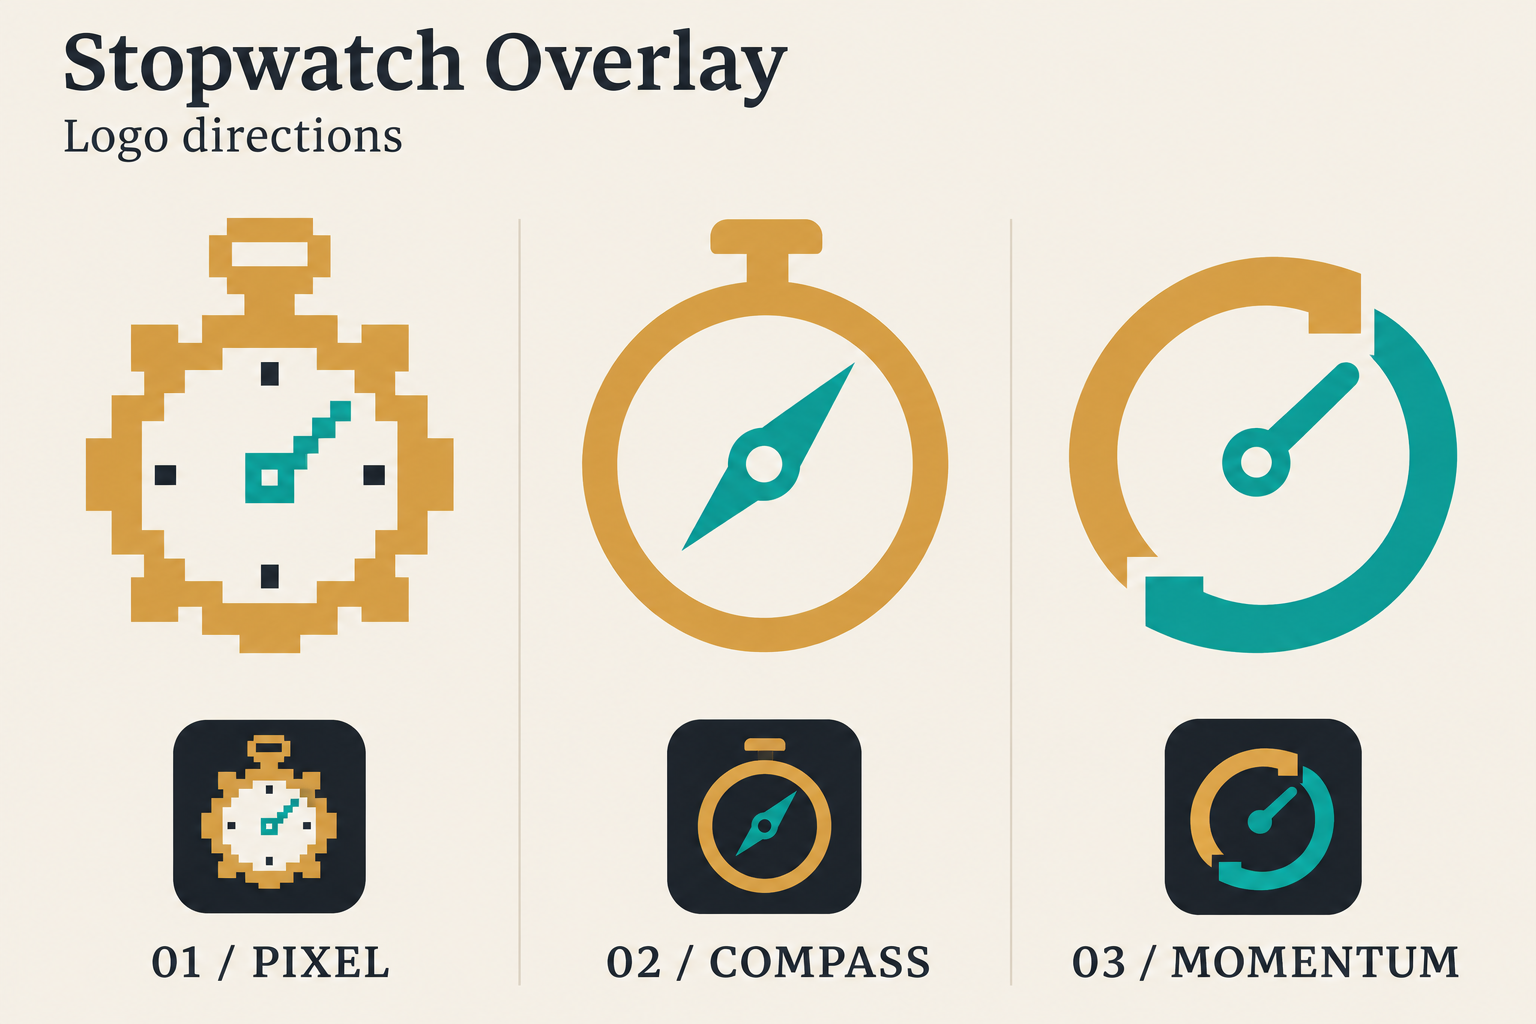 Stopwatch Overlay
Logo directions
01 / PIXEL
02 / COMPASS
03 / MOMENTUM